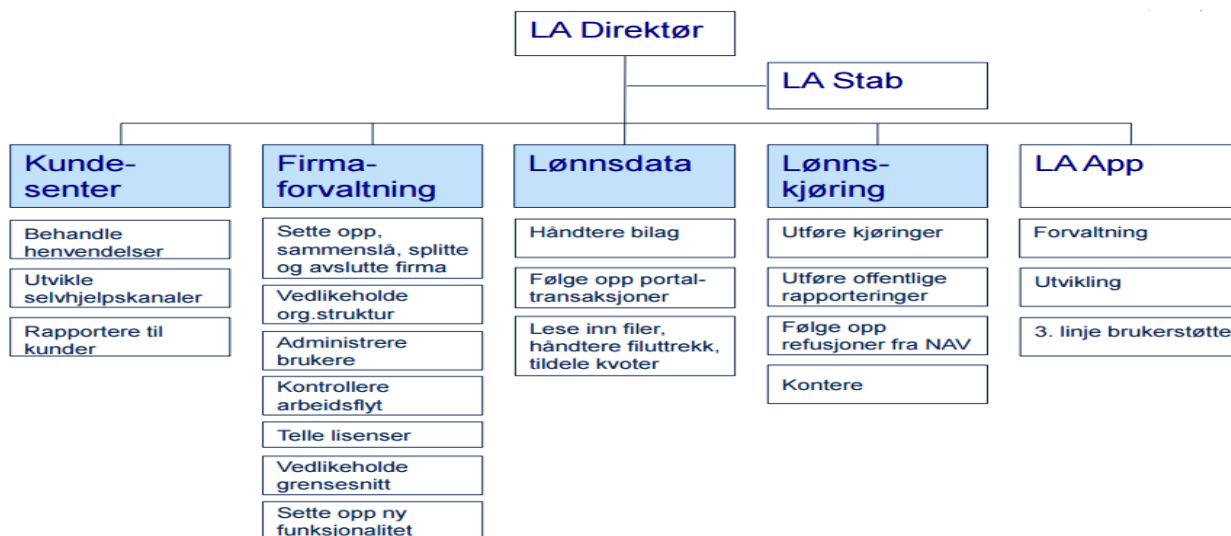 LA Direktør
LA Stab
Kunde-
senter
Behandle
henvendelser
Utvikle
selvhjelpskanaler
Rapportere til
kunder
Firma-
forvaltning
Sette opp,
sammenslå, splitte
og avslutte firma
Vedlikeholde
org.struktur
Administrere
brukere
Kontrollere
arbeidsflyt
Telle lisenser
Vedlikeholde
grensesnitt
Sette opp ny
funksjonalitet
Lønnsdata
Håndtere bilag
Følge opp portal-
transaksjoner
Lese inn filer,
håndtere filuttrekk,
tildele kvoter
Lønns-
kjøring
Utføre kjøringer
Utføre offentlige
rapporteringer
Følge opp
refusjoner fra NAV
Kontere
LA App
Forvaltning
Utvikling
3. linje brukerstøtte